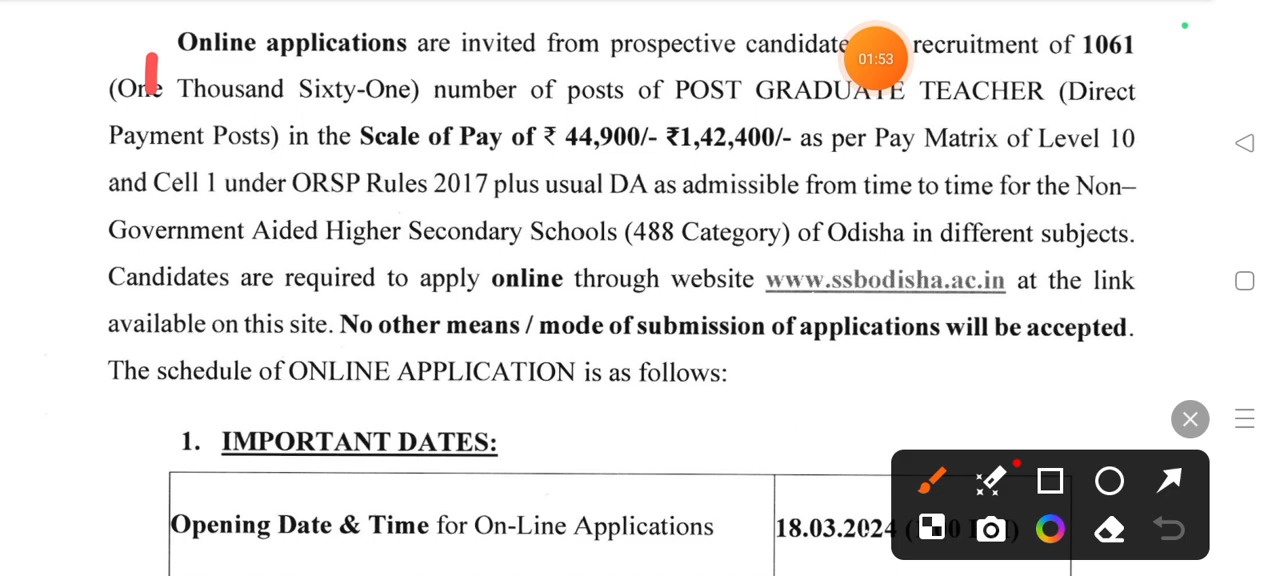 Online applications are invited from prospective candidate recruitment of 1061
01:53
(One Thousand Sixty-One) number of posts of POST GRADUATE TEACHER (Direct
Payment Posts) in the Scale of Pay of ₹ 44,900/- ₹1,42,400/- as per Pay Matrix of Level 10
and Cell 1 under ORSP Rules 2017 plus usual DA as admissible from time to time for the Non–
Government Aided Higher Secondary Schools (488 Category) of Odisha in different subjects.
Candidates are required to apply online through website www.ssbodisha.ac.in at the link
available on this site. No other means / mode of submission of applications will be accepted.
The schedule of ONLINE APPLICATION is as follows:
1. IMPORTANT DATES:
Opening Date & Time for On-Line Applications 18.03.2024